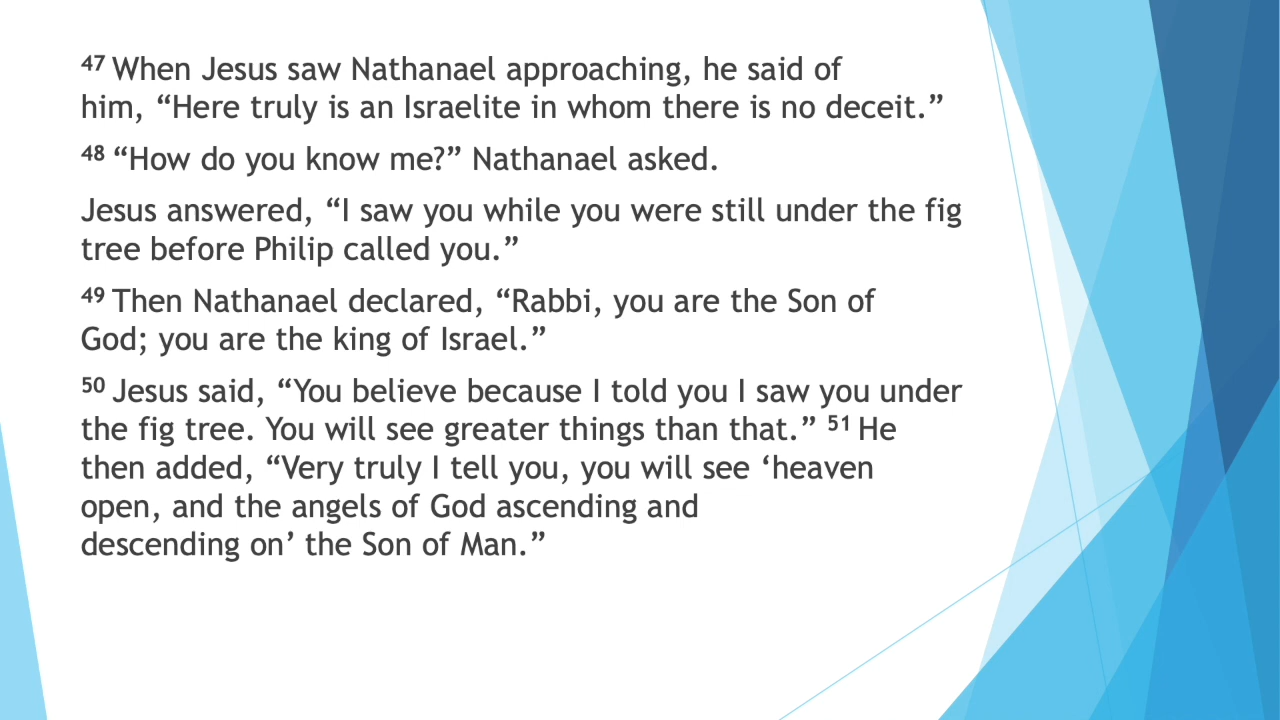 47 When Jesus saw Nathanael approaching, he said of
him, “Here truly is an Israelite in whom there is no deceit.”
48 “How do you know me?” Nathanael asked.
Jesus answered, “I saw you while you were still under the fig
tree before Philip called you.”
49 Then Nathanael declared, “Rabbi, you are the Son of
God; you are the king of Israel.”
50 Jesus said, “You believe because I told you I saw you under
the fig tree. You will see greater things than that.” 51 He
then added, “Very truly I tell you, you will see ‘heaven
open, and the angels of God ascending and
descending on’ the Son of Man.”